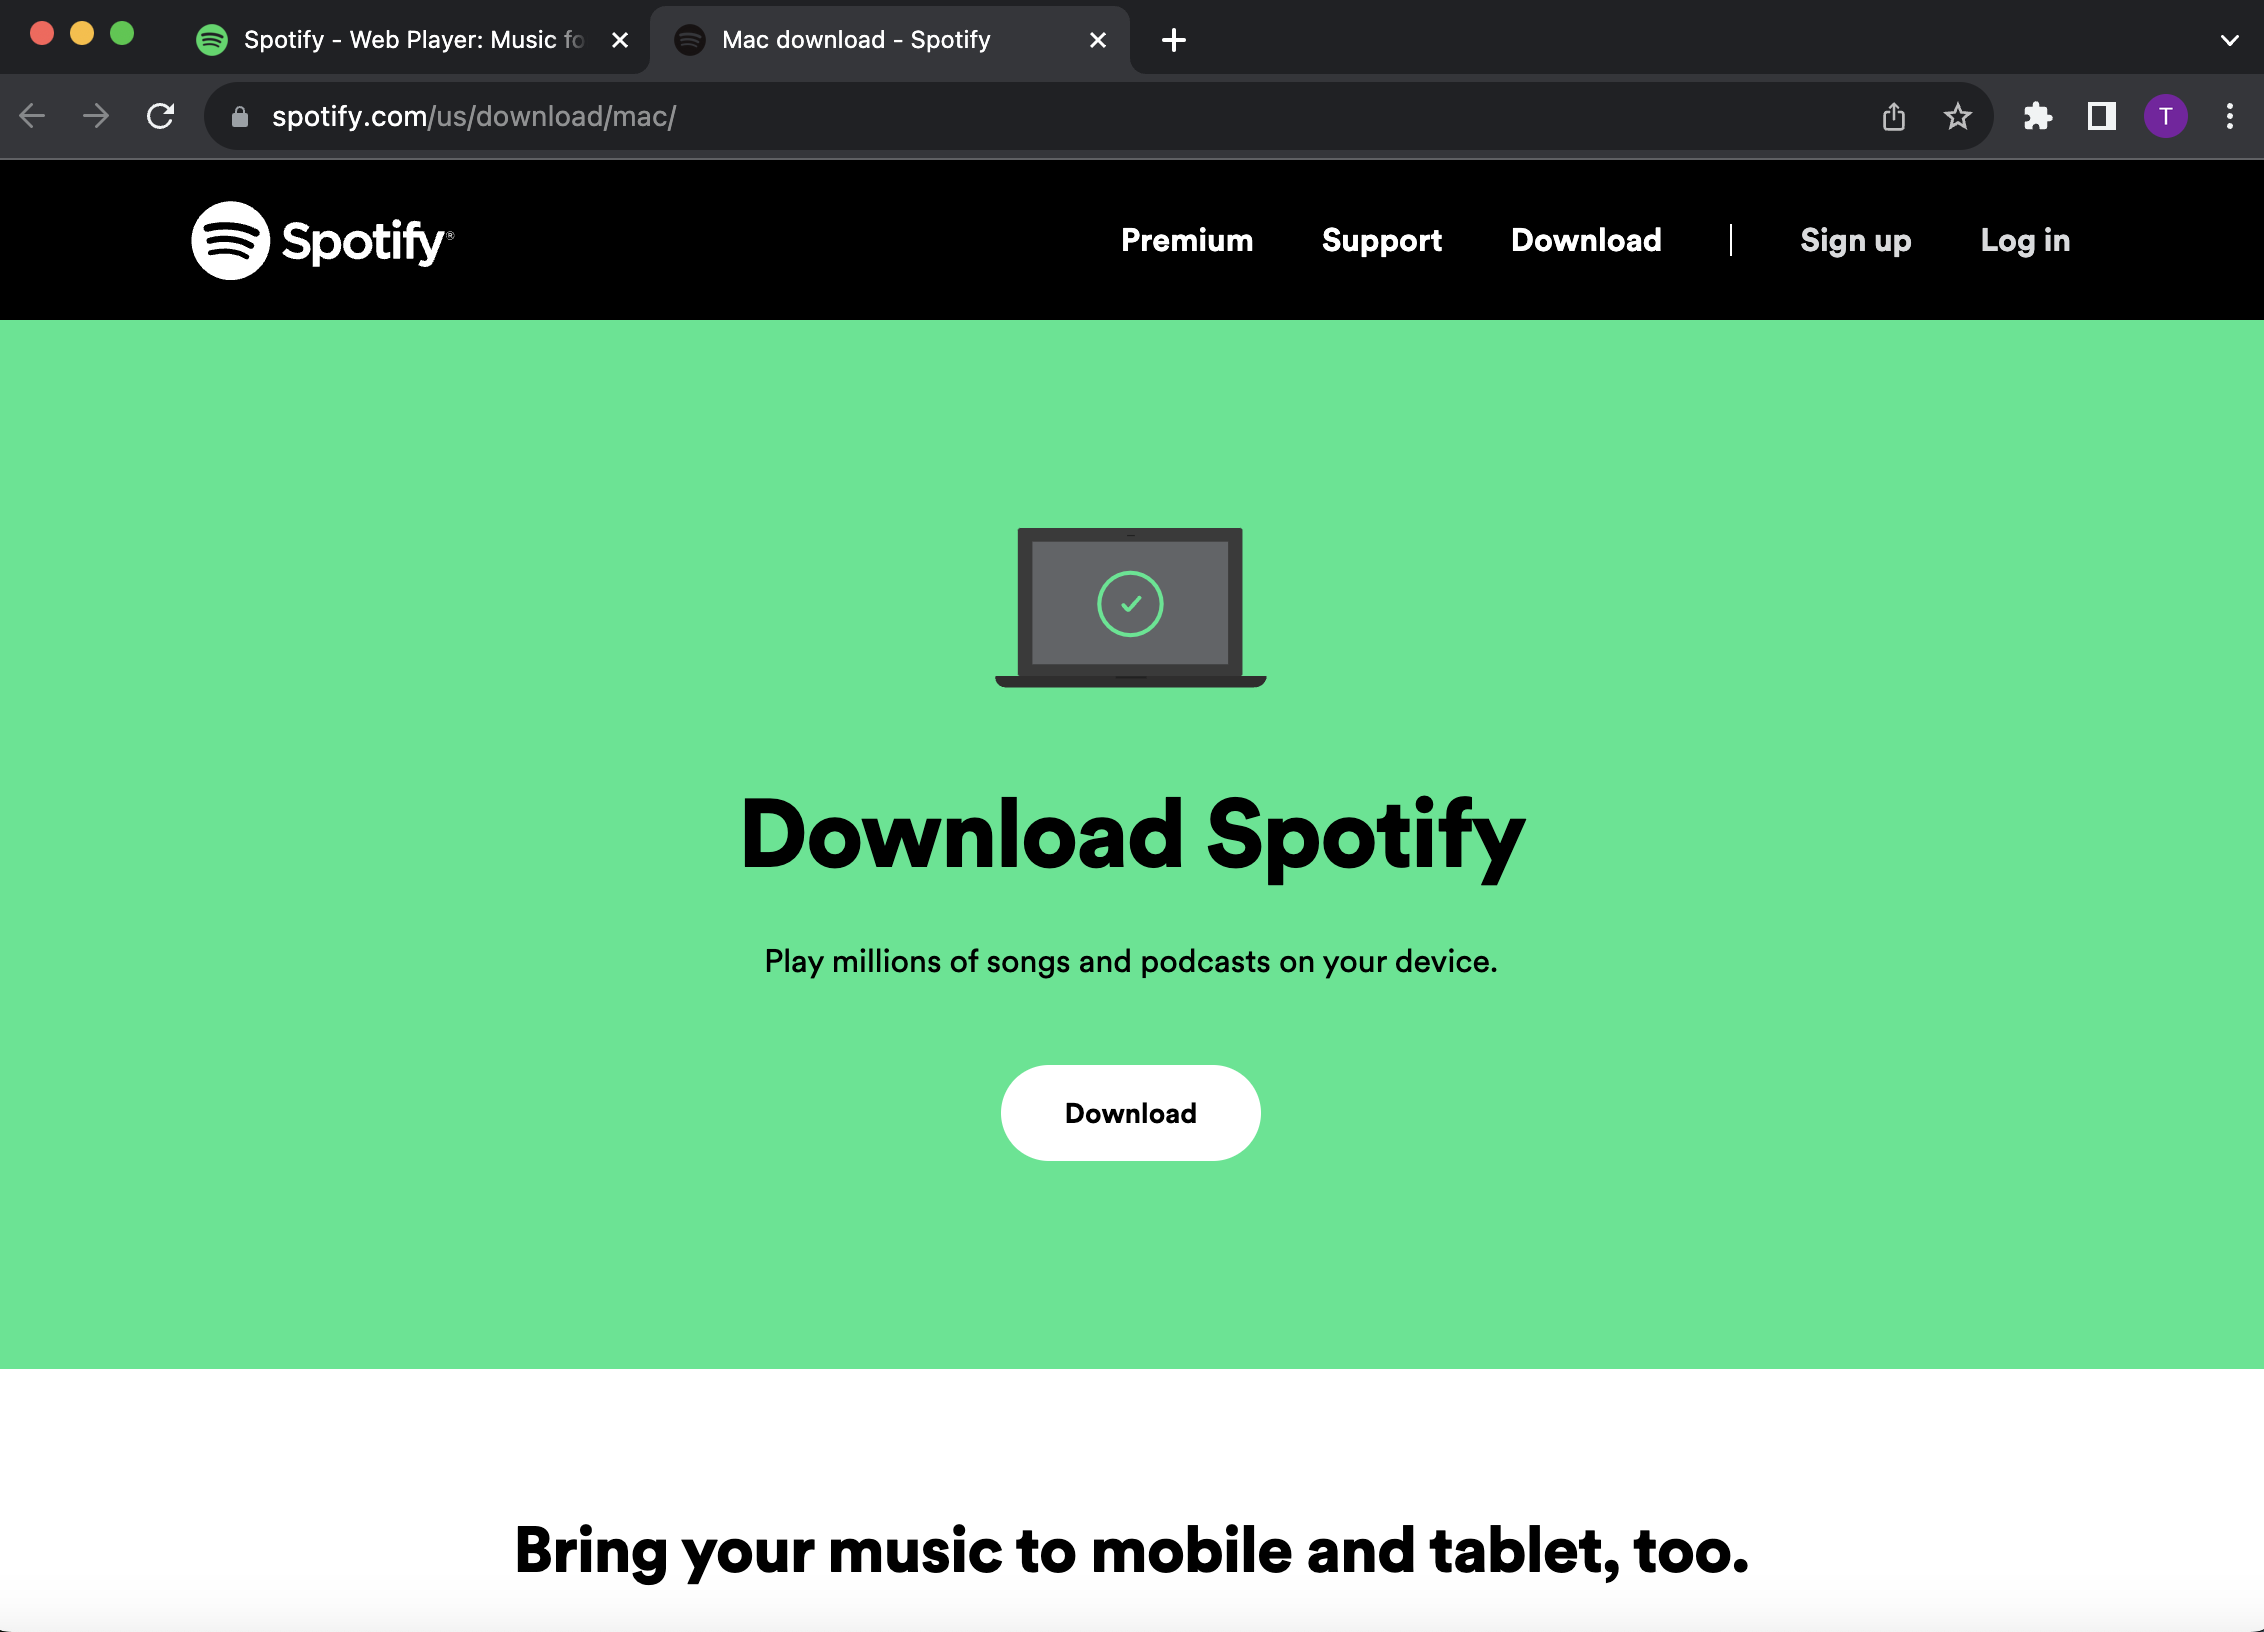 Spotify - Web Player: Music fo
Mac download - Spotify
spotify.com/us/download/mac/
T
Spotify®
Premium
Support
Download
Sign up
Log in
Download Spotify
Play millions of songs and podcasts on your device.
Download
Bring your music to mobile and tablet, too.